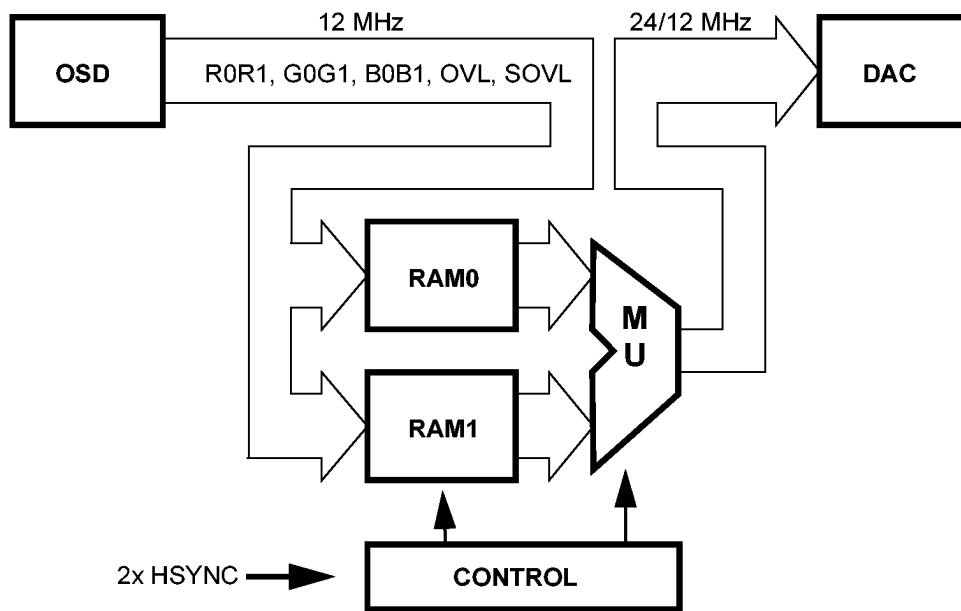 12 MHz
24/12 MHz
OSD
R0R1, G0G1, B0B1, OVL, SOVL
DAC
RAM0
M
U
RAM1
2x HSYNC
CONTROL